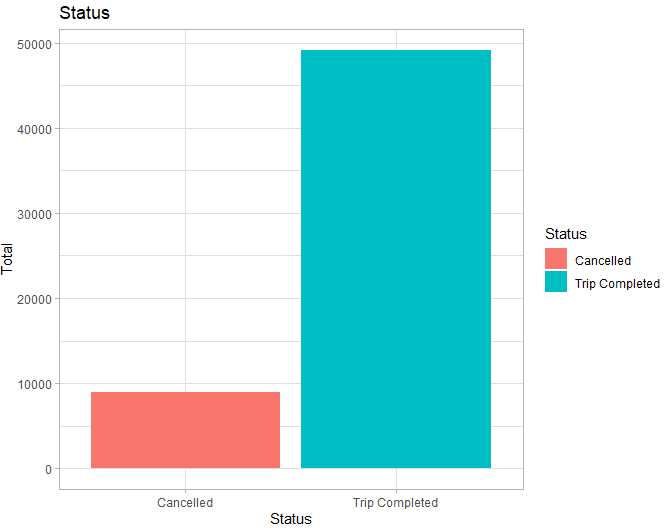 Status
50000
40000
30000
20000
10000
0
Total
Cancelled
Trip Completed
Status
Status
Cancelled
Trip Completed